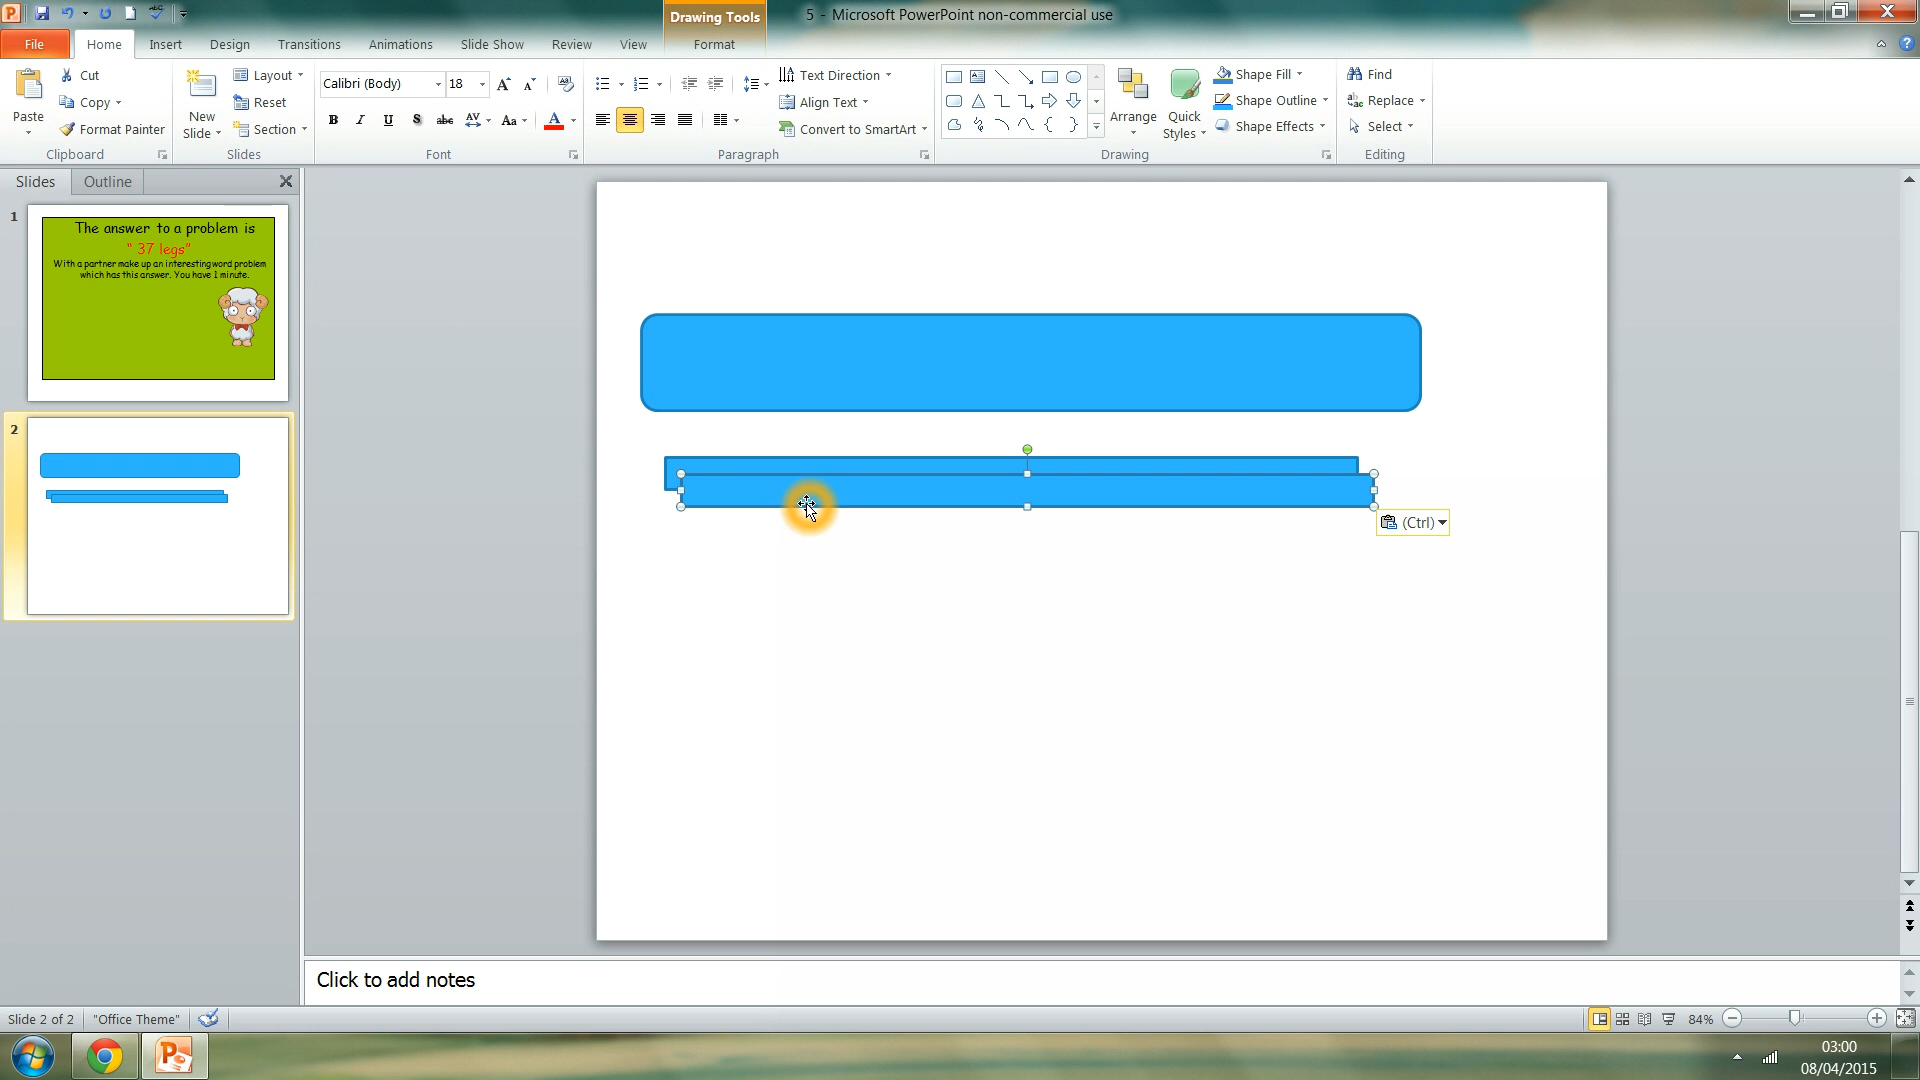 Drawing Tools
5 - Microsoft PowerPoint non-commercial use
File Home Insert Design Transitions Animations Slide Show Review View Format
Paste
Cut
Copy
Format Painter
Clipboard
New Slide
Layout
Reset
Section
Slides
Calibri (Body) 18
B I U S abc AV Aa A
Font
Text Direction
Align Text
Convert to SmartArt
Paragraph
Arrange
Quick Styles
Shape Fill
Shape Outline
Shape Effects
Drawing
Find
Replace
Select
Editing
Slides Outline
1
The answer to a problem is
" 37 legs"
With a partner make up an interesting word problem
which has this answer. You have 1 minute.
2
(Ctrl)
Click to add notes
Slide 2 of 2 "Office Theme" 84%
03:00
08/04/2015